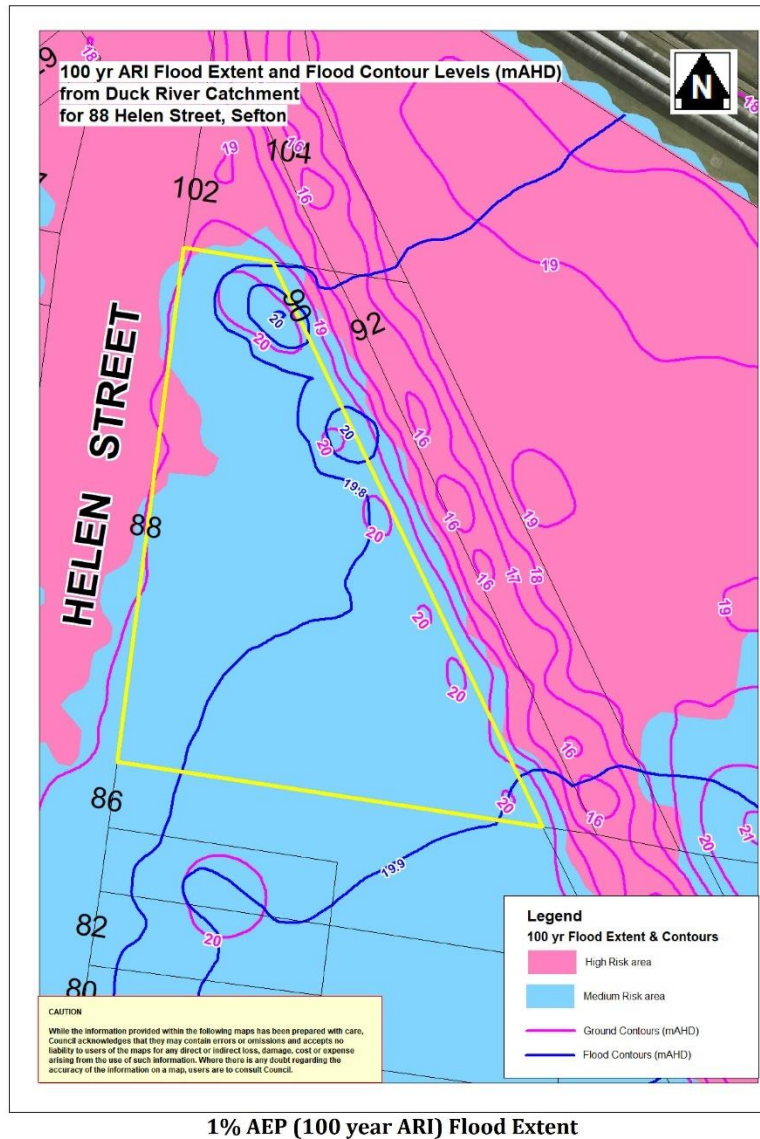 18
29
100 yr ARI Flood Extent and Flood Contour Levels (mAHD)
from Duck River Catchment
for 88 Helen Street, Sefton
N
18
16
104
19
16
102
19
90
20
19
92
20
20
20
16
19.8
20
16
19
88
HELEN STREET
16
17
18
20
19
20
16
20
16
20
21
86
19.9
82
20
80
Legend
100 yr Flood Extent & Contours
High Risk area
Medium Risk area
Ground Contours (mAHD)
Flood Contours (mAHD)
CAUTION
While the information provided within the following maps has been prepared with care,
Council acknowledges that they may contain errors or omissions and accepts no
liability to users of the maps for any direct or indirect loss, damage, cost or expense
arising from the use of such information. Where there is any doubt regarding the
accuracy of the information on a map, users are to consult Council.
1% AEP (100 year ARI) Flood Extent